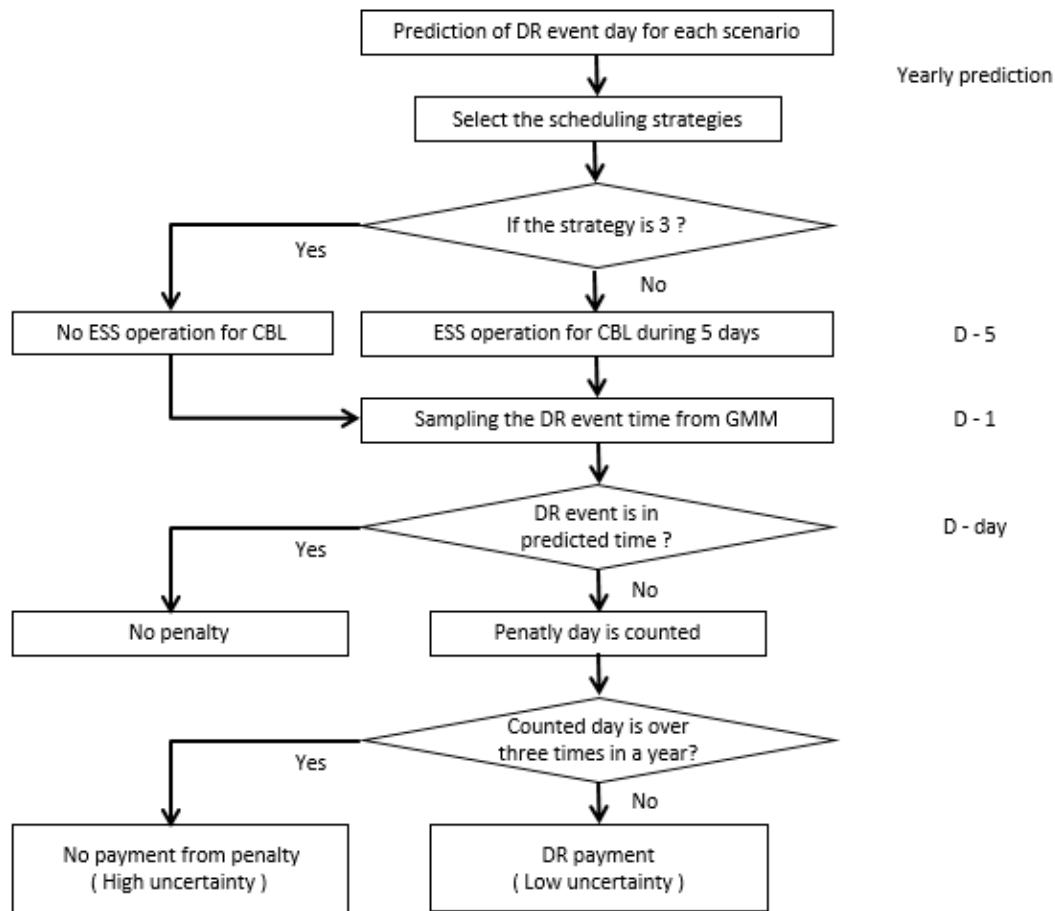 Prediction of DR event day for each scenario
Yearly prediction
Select the scheduling strategies
If the strategy is 3 ?
Yes
No
No ESS operation for CBL
ESS operation for CBL during 5 days
D - 5
Sampling the DR event time from GMM
D - 1
DR event is in
predicted time ?
D - day
Yes
No
No penalty
Penatly day is counted
Counted day is over
three times in a year?
Yes
No
No payment from penalty
( High uncertainty )
DR payment
( Low uncertainty )